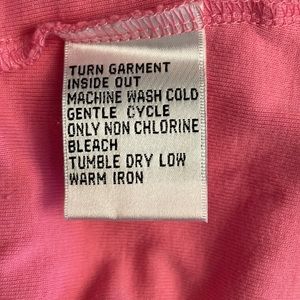 TURN GARMENT
INSIDE OUT
MACHINE WASH COLD
GENTLE CYCLE
ONLY NON CHLORINE
BLEACH
TUMBLE DRY LOW
WARM IRON